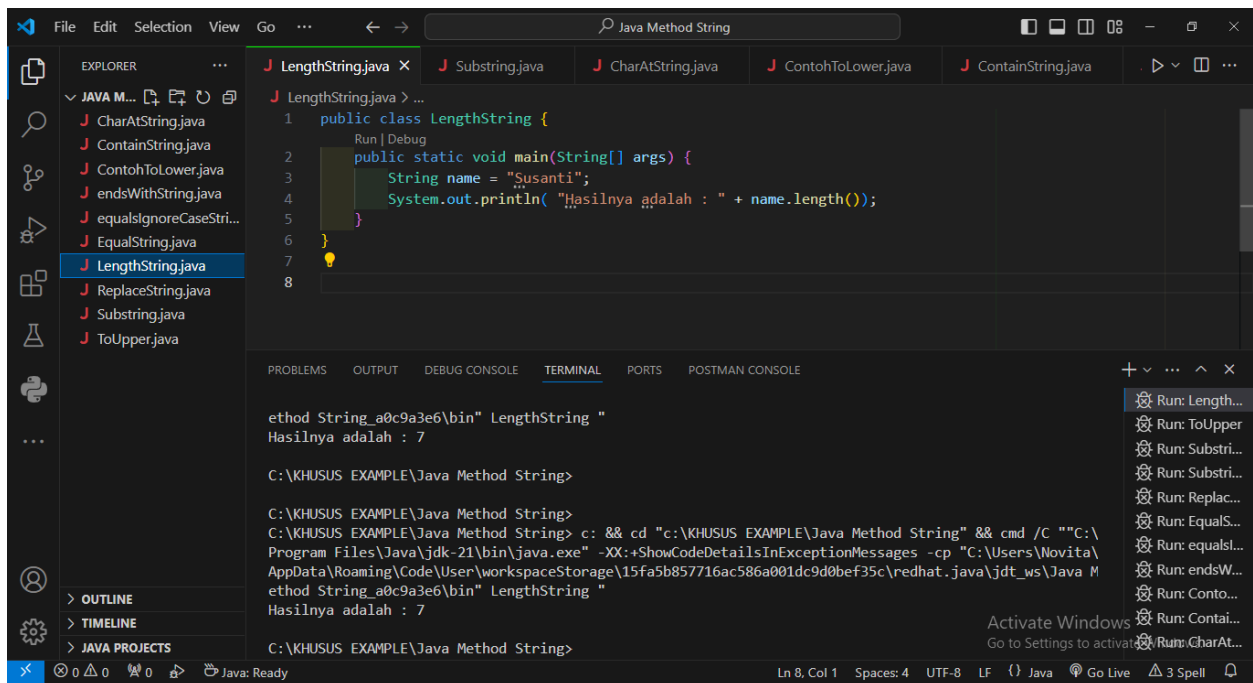 File Edit Selection View Go ··· ← → Java Method String
EXPLORER ···
JAVA M...
CharAtString.java
ContainString.java
ContohToLower.java
endsWithString.java
equalsIgnoreCaseStri...
EqualString.java
LengthString.java
ReplaceString.java
Substring.java
ToUpper.java
OUTLINE
TIMELINE
JAVA PROJECTS
J LengthString.java × J Substring.java J CharAtString.java J ContohToLower.java J ContainString.java
J LengthString.java > ...
1 public class LengthString {
Run | Debug
2 public static void main(String[] args) {
3 String name = "Susanti";
4 System.out.println( "Hasilnya adalah : " + name.length());
5 }
6 }
7
8
PROBLEMS OUTPUT DEBUG CONSOLE TERMINAL PORTS POSTMAN CONSOLE
ethod String_a0c9a3e6\bin" LengthString "
Hasilnya adalah : 7
C:\KHUSUS EXAMPLE\Java Method String>
C:\KHUSUS EXAMPLE\Java Method String>
C:\KHUSUS EXAMPLE\Java Method String> c: && cd "c:\KHUSUS EXAMPLE\Java Method String" && cmd /C ""C:\
Program Files\Java\jdk-21\bin\java.exe" -XX:+ShowCodeDetailsInExceptionMessages -cp "C:\Users\Novita\
AppData\Roaming\Code\User\workspaceStorage\15fa5b857716ac586a001dc9d0bef35c\redhat.java\jdt_ws\Java M
ethod String_a0c9a3e6\bin" LengthString "
Hasilnya adalah : 7
C:\KHUSUS EXAMPLE\Java Method String>
Run: Length...
Run: ToUpper
Run: Substri...
Run: Substri...
Run: Replac...
Run: EqualS...
Run: equalsI...
Run: endsW...
Run: Conto...
Run: Contai...
Run: CharAt...
Activate Windows
Go to Settings to activate
0 0 0 Java: Ready Ln 8, Col 1 Spaces: 4 UTF-8 LF {} Java Go Live 3 Spell